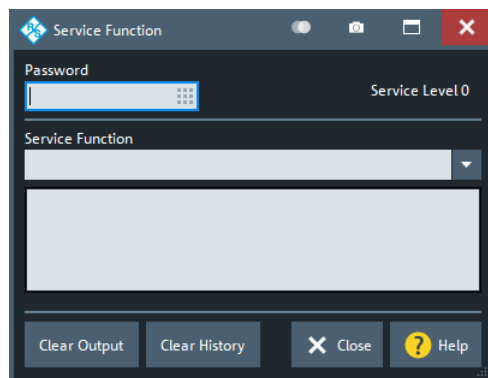 R&S Service Function
Password
Service Level 0
Service Function
Clear Output Clear History Close ? Help